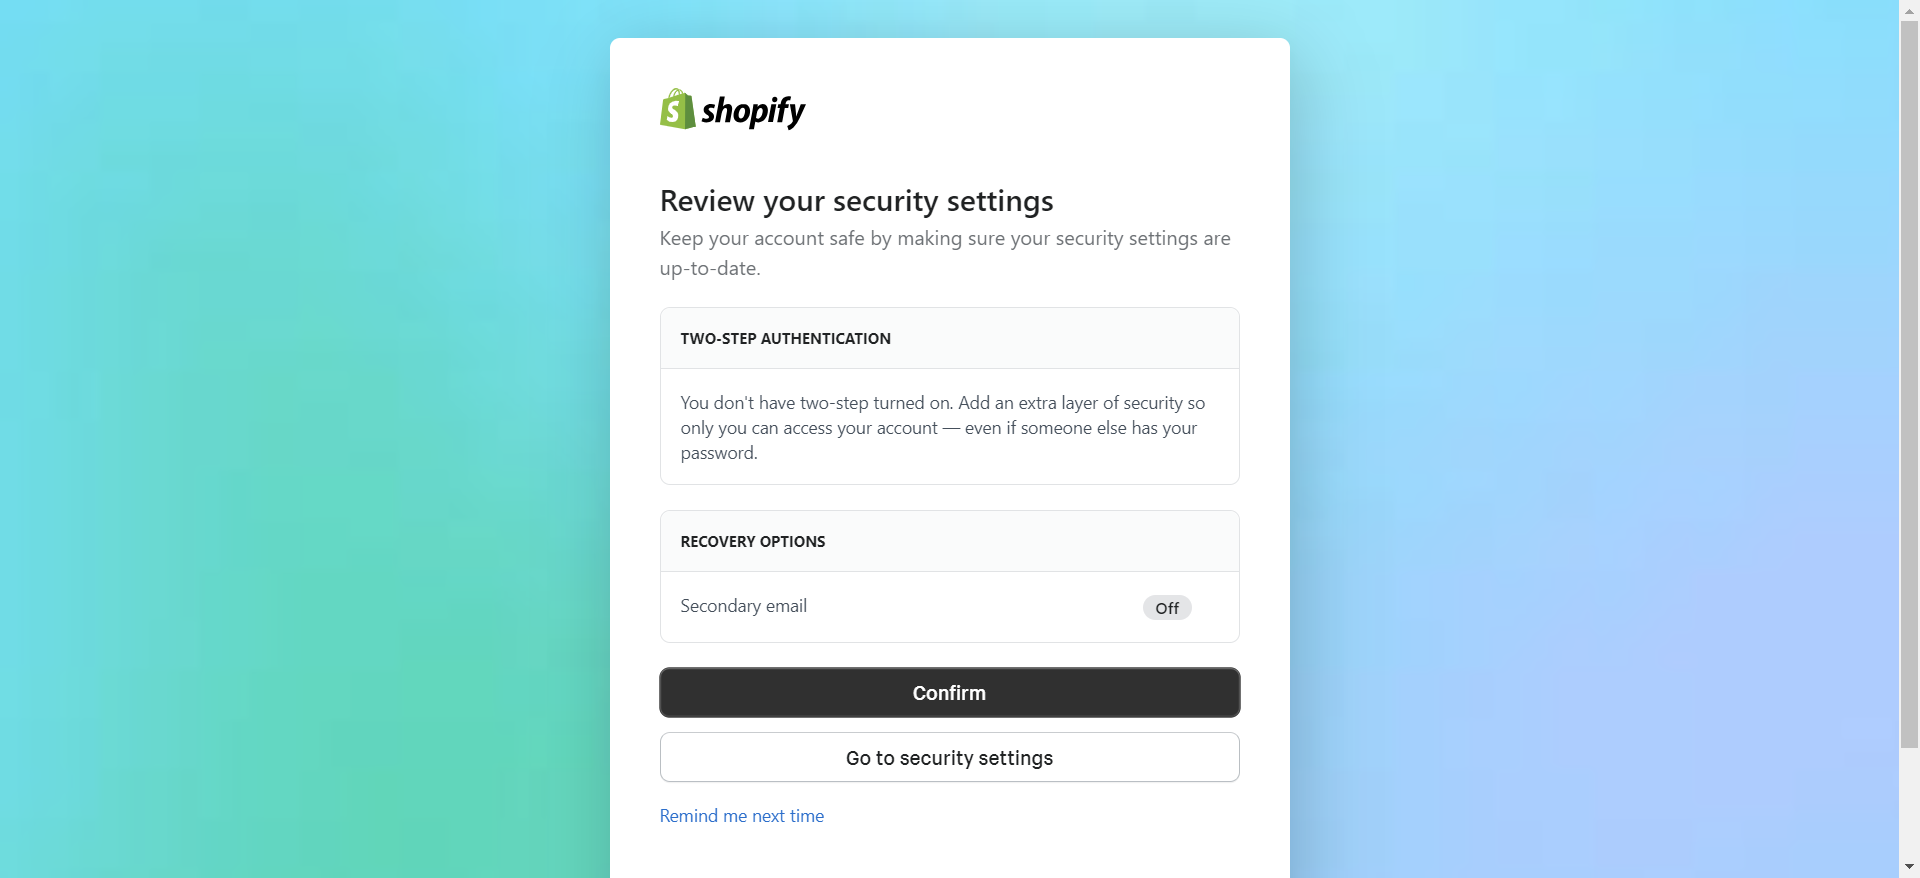 shopify
Review your security settings
Keep your account safe by making sure your security settings are
up-to-date.
TWO-STEP AUTHENTICATION
You don't have two-step turned on. Add an extra layer of security so
only you can access your account — even if someone else has your
password.
RECOVERY OPTIONS
Secondary email Off
Confirm
Go to security settings
Remind me next time